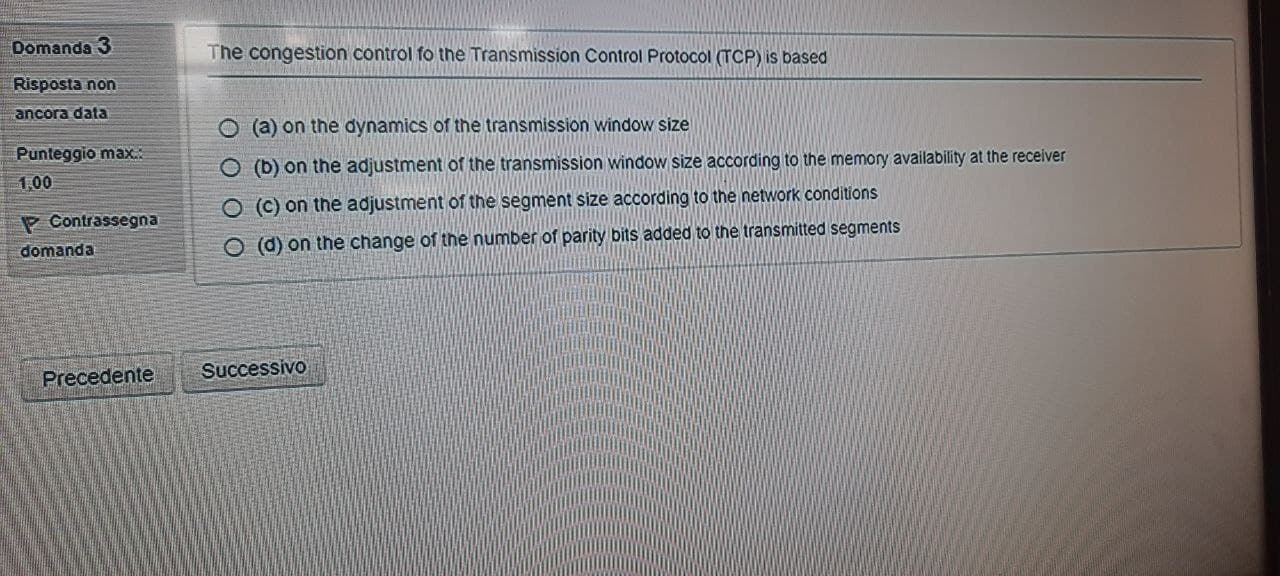 Domanda 3
Risposta non
ancora data
Punteggio max.:
1,00
Contrassegna
domanda
The congestion control fo the Transmission Control Protocol (TCP) is based
(a) on the dynamics of the transmission window size
(b) on the adjustment of the transmission window size according to the memory availability at the receiver
(c) on the adjustment of the segment size according to the network conditions
(d) on the change of the number of parity bits added to the transmitted segments
Precedente
Successivo